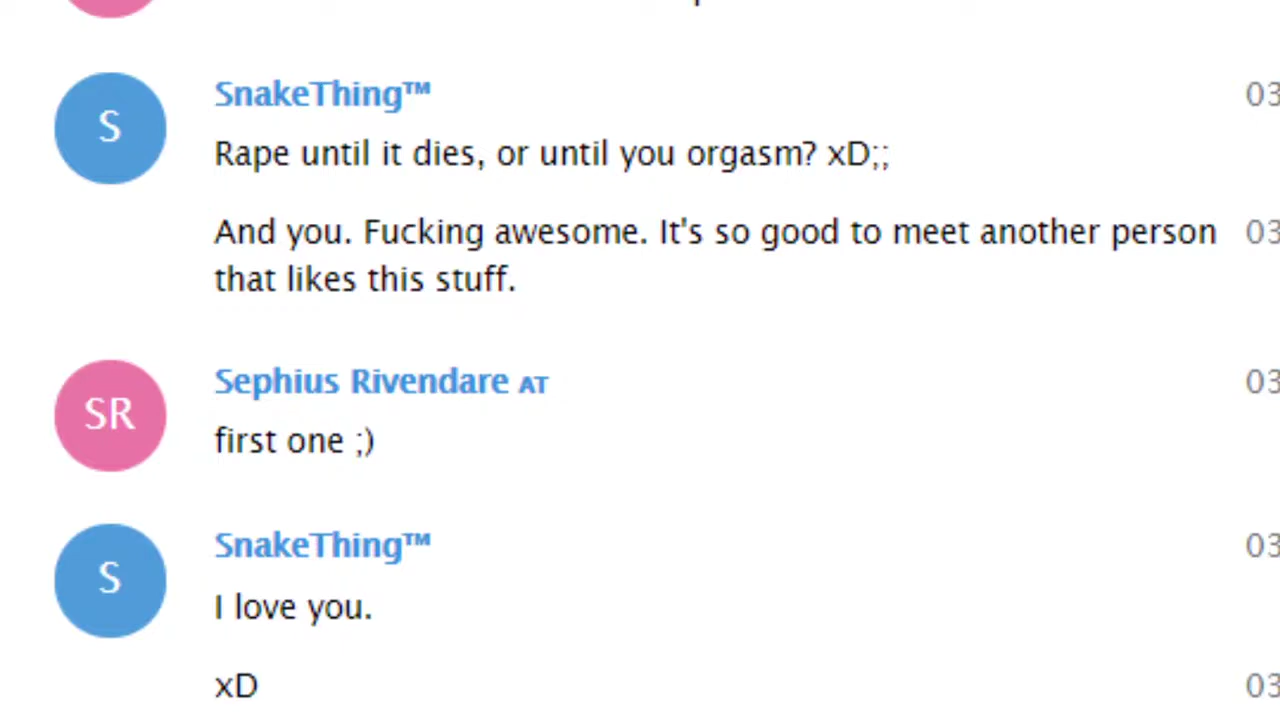 SnakeThing™ 03
Rape until it dies, or until you orgasm? xD;;
And you. Fucking awesome. It's so good to meet another person 03
that likes this stuff.
Sephius Rivendare AT 03
first one ;)
SnakeThing™ 03
I love you.
xD 03
S
SR
S